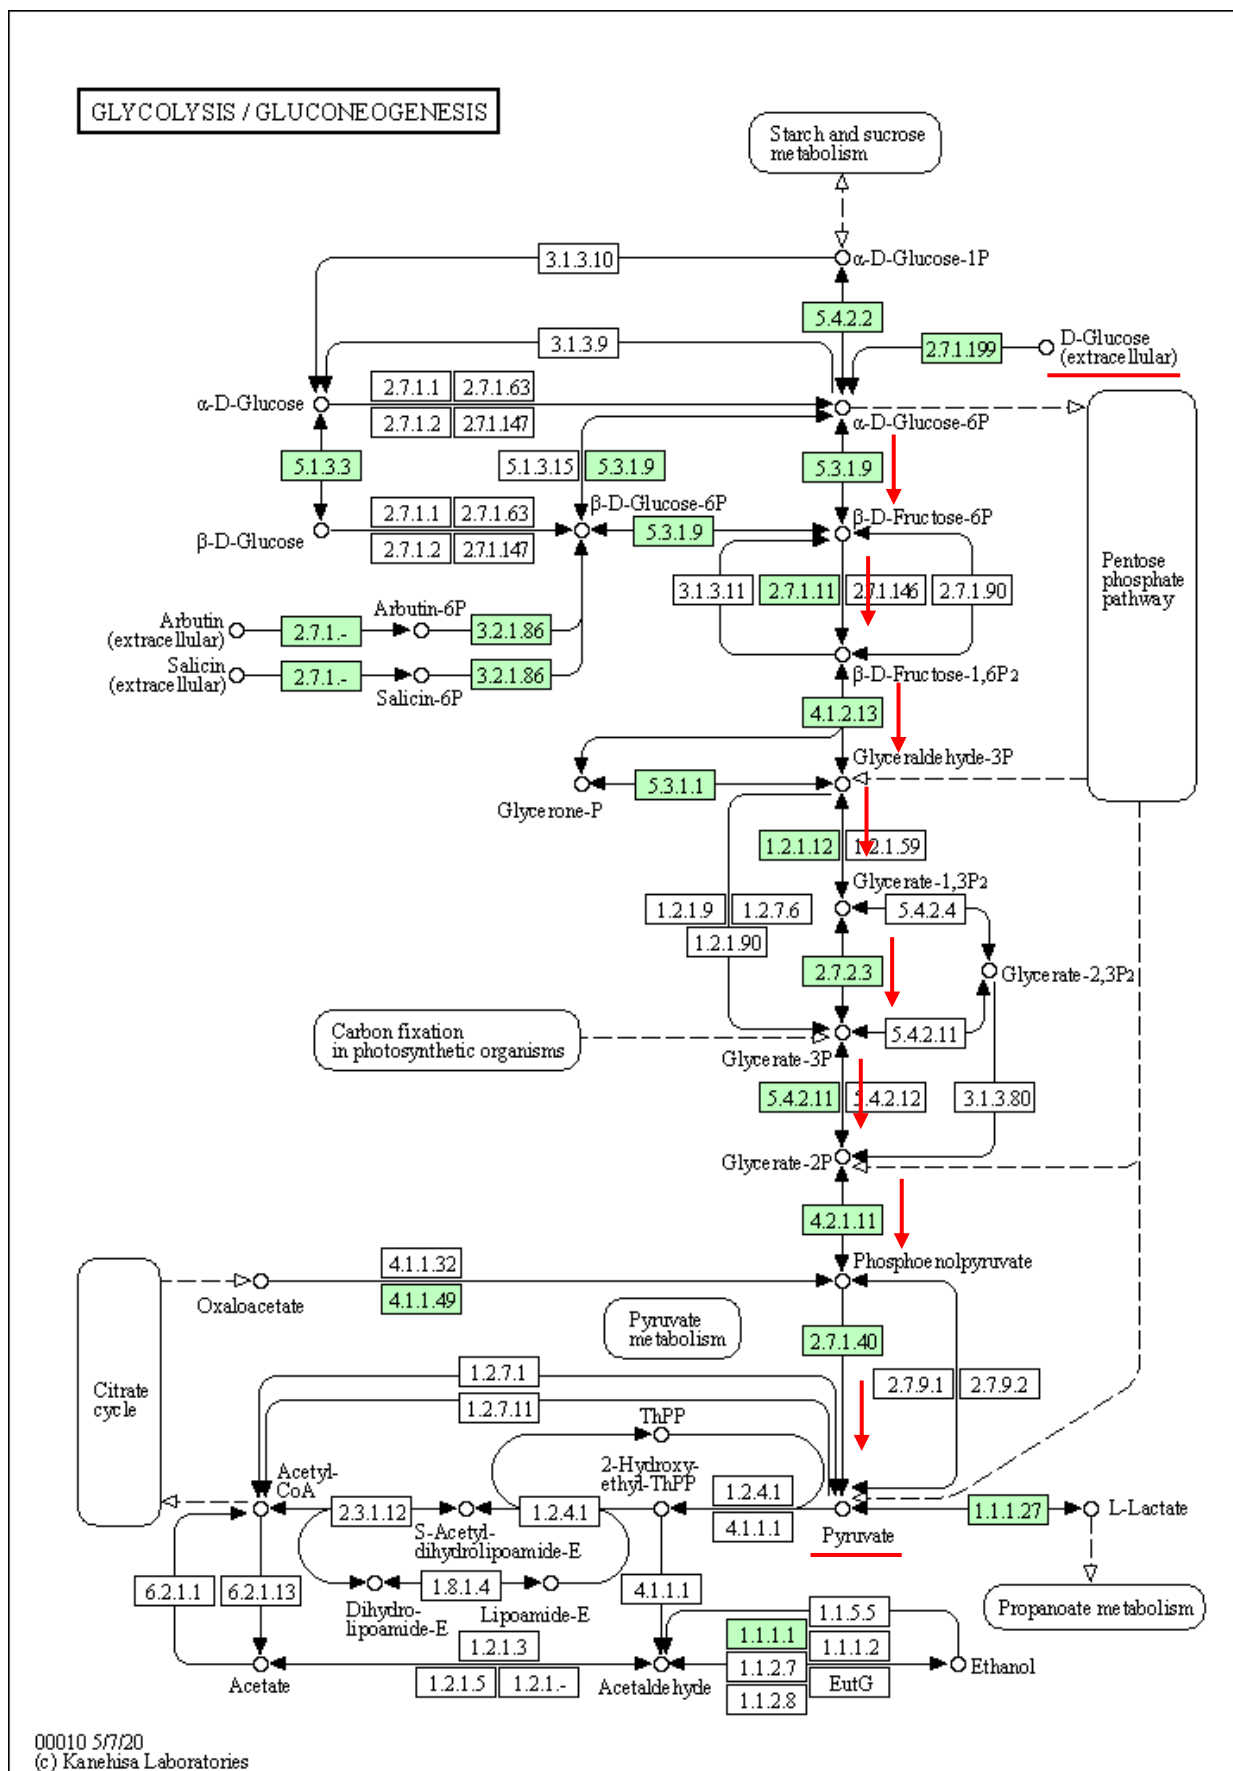 GLYCOLYSIS / GLUCONEOGENESIS
Starch and sucrose
metabolism
3.1.3.10
α-D-Glucose-1P
5.4.2.2
3.1.3.9
2.7.1.199
D-Glucose
(extracellular)
2.7.1.1
2.7.1.63
α-D-Glucose
2.7.1.2
2.7.1.147
α-D-Glucose-6P
5.1.3.3
5.1.3.15
5.3.1.9
5.3.1.9
β-D-Glucose-6P
β-D-Fructose-6P
2.7.1.1
2.7.1.63
β-D-Glucose
5.3.1.9
2.7.1.2
2.7.1.147
Pentose
phosphate
pathway
3.1.3.11
2.7.1.11
2.7.1.146
2.7.1.90
Arbutin-6P
Arbutin
(extracellular)
2.7.1.-
3.2.1.86
Salicin
(extracellular)
2.7.1.-
3.2.1.86
Salicin-6P
β-D-Fructose-1,6P2
4.1.2.13
Glyceraldehyde-3P
5.3.1.1
Glycerone-P
1.2.1.12
1.2.1.59
Glycerate-1,3P2
1.2.1.9
1.2.7.6
5.4.2.4
1.2.1.90
2.7.2.3
Glycerate-2,3P2
Carbon fixation
in photosynthetic organisms
5.4.2.11
Glycerate-3P
5.4.2.11
5.4.2.12
3.1.3.80
Glycerate-2P
4.2.1.11
4.1.1.32
Phosphoenolpyruvate
Oxaloacetate
4.1.1.49
Pyruvate
metabolism
2.7.1.40
1.2.7.1
2.7.9.1
2.7.9.2
Citrate
cycle
1.2.7.11
ThPP
Acetyl-
CoA
2-Hydroxy-
ethyl-ThPP
1.2.4.1
2.3.1.12
1.2.4.1
1.1.1.27
L-Lactate
S-Acetyl-
dihydrolipoamide-E
4.1.1.1
Pyruvate
6.2.1.1
6.2.1.13
1.8.1.4
4.1.1.1
Dihydro-
lipoamide-E
Lipoamide-E
Propanoate metabolism
1.1.5.5
1.1.1.1
1.2.1.3
1.1.1.2
1.1.2.7
Ethanol
Acetate
1.2.1.5
1.2.1.-
Acetaldehyde
EutG
1.1.2.8
00010 5/7/20
(c) Kanehisa Laboratories